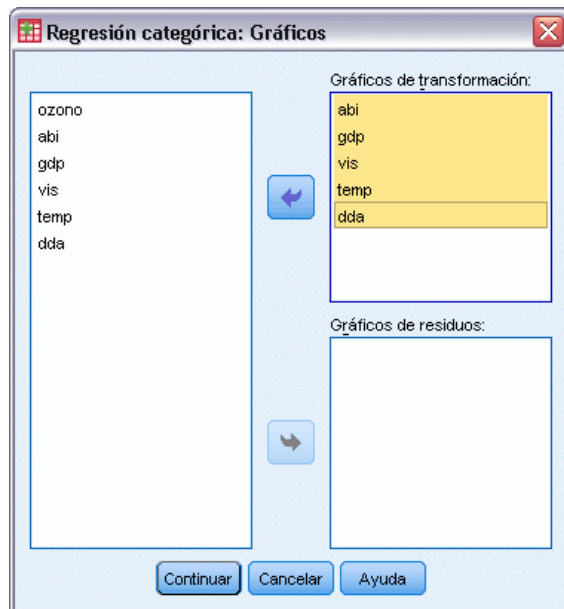 Regresión categórica: Gráficos
ozono
abi
gdp
vis
temp
dda
Gráficos de transformación:
abi
gdp
vis
temp
dda
Gráficos de residuos:
Continuar
Cancelar
Ayuda